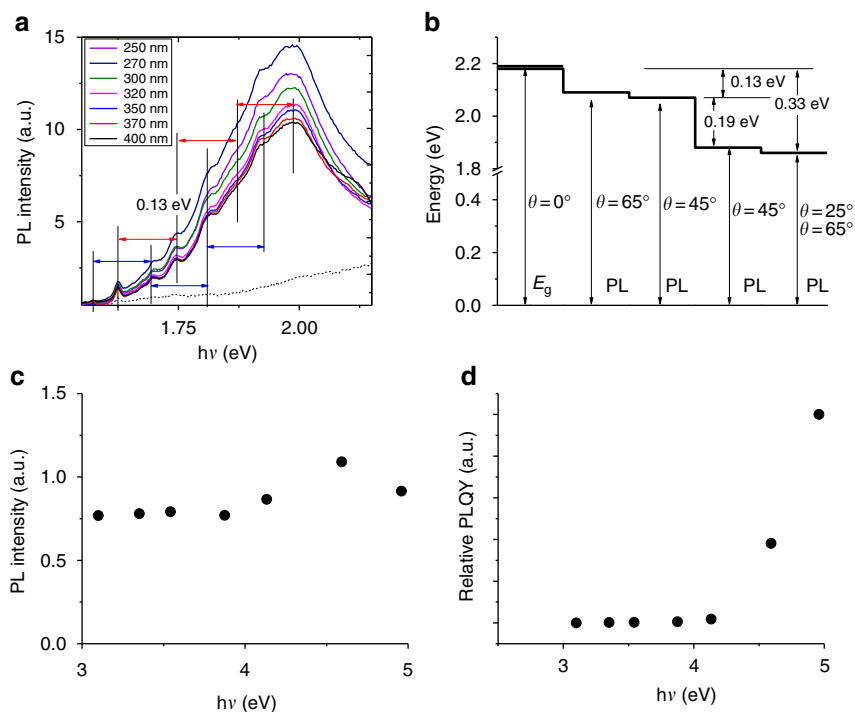 a
PL intensity (a.u.)
15
10
5
250 nm
270 nm
300 nm
320 nm
350 nm
370 nm
400 nm
0.13 eV
1.75
2.00
hν (eV)
b
Energy (eV)
2.2
2.0
1.8
0.4
0.2
0.0
0.13 eV
0.33 eV
0.19 eV
θ = 0°
θ = 65°
θ = 45°
θ = 45°
θ = 25°
θ = 65°
Eg
PL
PL
PL
PL
c
PL intensity (a.u.)
1.5
1.0
0.5
0.0
3
4
5
hν (eV)
d
Relative PLQY (a.u.)
3
4
5
hν (eV)